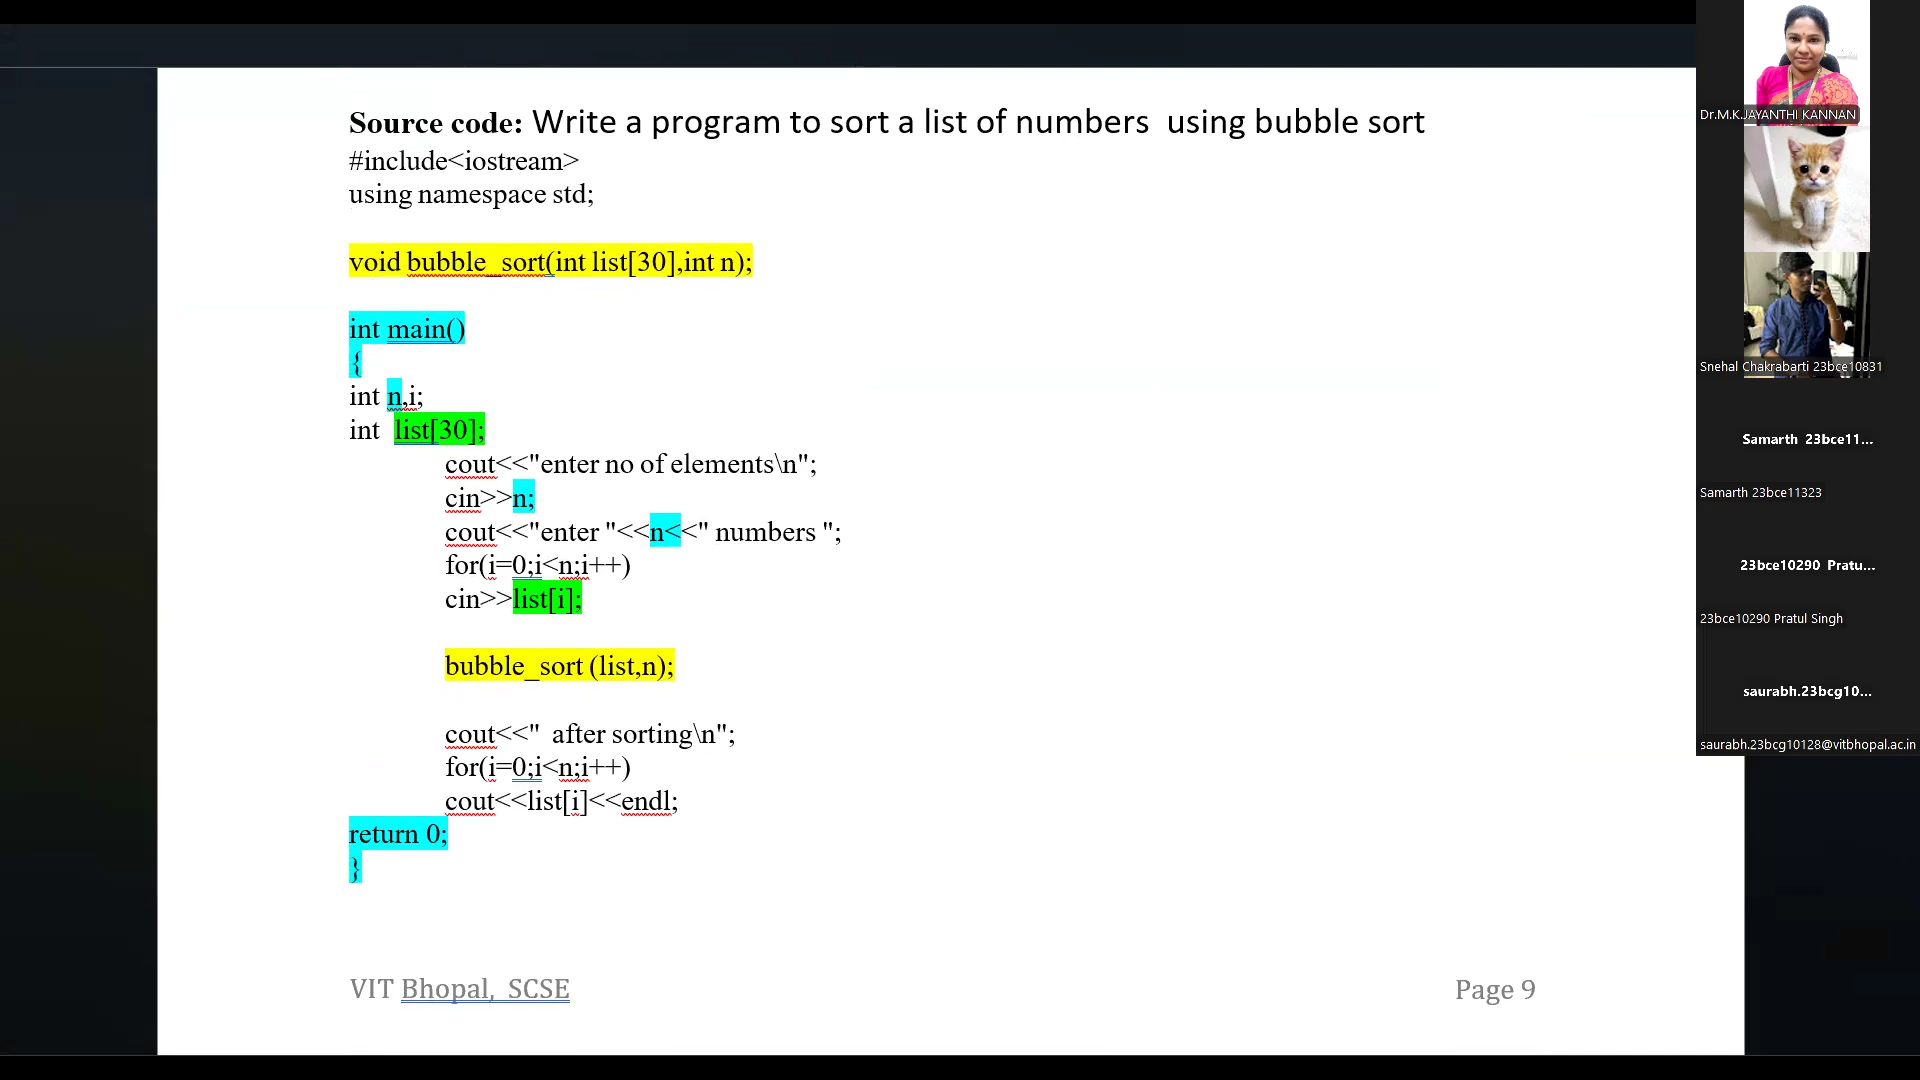 Source code: Write a program to sort a list of numbers  using bubble sort
#include<iostream>
using namespace std;
void bubble_sort(int list[30],int n);
int main()
{
int n,i;
int  list[30];
cout<<"enter no of elements\n";
cin>>n;
cout<<"enter "<<n<<" numbers ";
for(i=0;i<n;i++)
cin>>list[i];
bubble_sort (list,n);
cout<<"  after sorting\n";
for(i=0;i<n;i++)
cout<<list[i]<<endl;
return 0;
}
VIT Bhopal,  SCSE
Page 9
Dr.M.K.JAYANTHI KANNAN
Snehal Chakrabarti 23bce10831
Samarth  23bce11...
Samarth 23bce11323
23bce10290  Pratu...
23bce10290 Pratul Singh
saurabh.23bcg10...
saurabh.23bcg10128@vitbhopal.ac.in